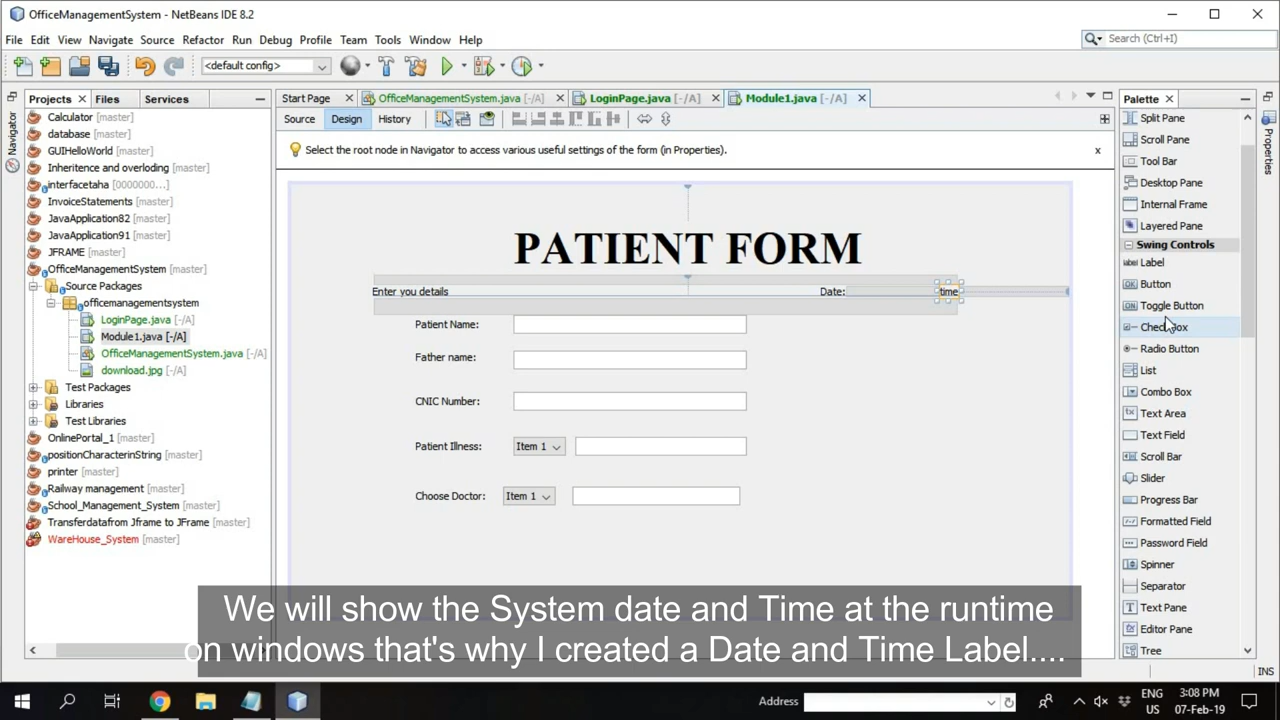 OfficeManagementSystem - NetBeans IDE 8.2
File Edit View Navigate Source Refactor Run Debug Profile Team Tools Window Help
Search (Ctrl+I)
<default config>
Projects Files Services
Start Page OfficeManagementSystem.java [-/A] LoginPage.java [-/A] Module1.java [-/A]
Palette
Navigator
Properties
Source Design History
Select the root node in Navigator to access various useful settings of the form (in Properties).
x
Calculator [master]
database [master]
GUIHelloWorld [master]
Inheritence and overloding [master]
interfacetaha [0000000...]
InvoiceStatements [master]
JavaApplication82 [master]
JavaApplication91 [master]
JFRAME [master]
OfficeManagementSystem [master]
Source Packages
officemanagementsystem
LoginPage.java [-/A]
Module1.java [-/A]
OfficeManagementSystem.java [-/A]
download.jpg [-/A]
Test Packages
Libraries
Test Libraries
OnlinePortal_1 [master]
positionCharacterinString [master]
printer [master]
Railway management [master]
School_Management_System [master]
Transferdatafrom Jframe to JFrame [master]
WareHouse_System [master]
PATIENT FORM
Enter you details Date: time
Patient Name:
Father name:
CNIC Number:
Patient Illness: Item 1
Choose Doctor: Item 1
Split Pane
Scroll Pane
Tool Bar
Desktop Pane
Internal Frame
Layered Pane
Swing Controls
label Label
OK Button
ON Toggle Button
Check Box
Radio Button
List
Combo Box
Text Area
Text Field
Scroll Bar
Slider
Progress Bar
Formatted Field
Password Field
Spinner
Separator
Text Pane
Editor Pane
Tree
We will show the System date and Time at the runtime
on windows that's why I created a Date and Time Label....
INS
Address
ENG
US
3:08 PM
07-Feb-19